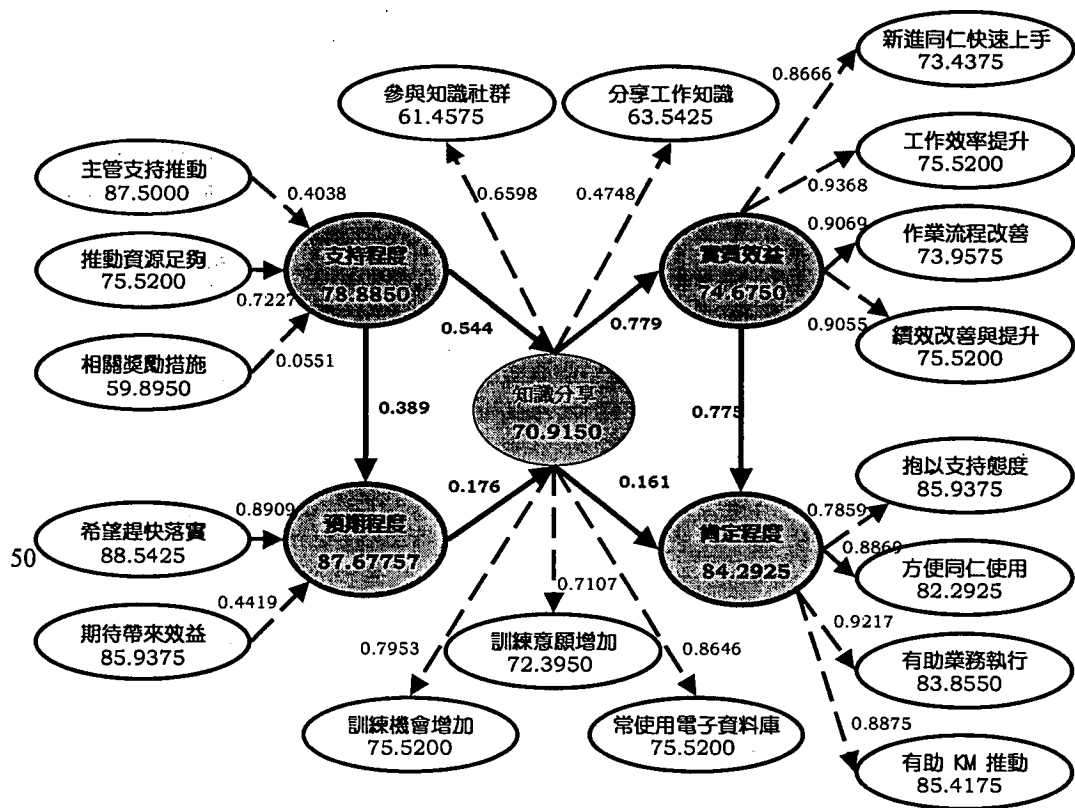 新進同仁快速上手
73.4375
0.8666
參與知識社群
61.4575
分享工作知識
63.5425
工作效率提升
75.5200
0.9368
主管支持推動
87.5000
0.4038
0.6598
0.4748
0.9069
作業流程改善
73.9575
支持程度
78.8850
實質效益
74.6750
推動資源足夠
75.5200
0.7227
0.544
0.779
0.9055
績效改善與提升
75.5200
相關獎勵措施
59.8950
0.0551
0.389
知識分享
70.9150
0.775
抱以支持態度
85.9375
0.176
0.161
0.7859
希望趕快落實
88.5425
0.8909
預期程度
87.67757
肯定程度
84.2925
0.8869
方便同仁使用
82.2925
50
0.4419
0.7107
期待帶來效益
85.9375
0.7953
訓練意願增加
72.3950
0.8646
0.9217
有助業務執行
83.8550
訓練機會增加
75.5200
常使用電子資料庫
75.5200
0.8875
有助 KM 推動
85.4175